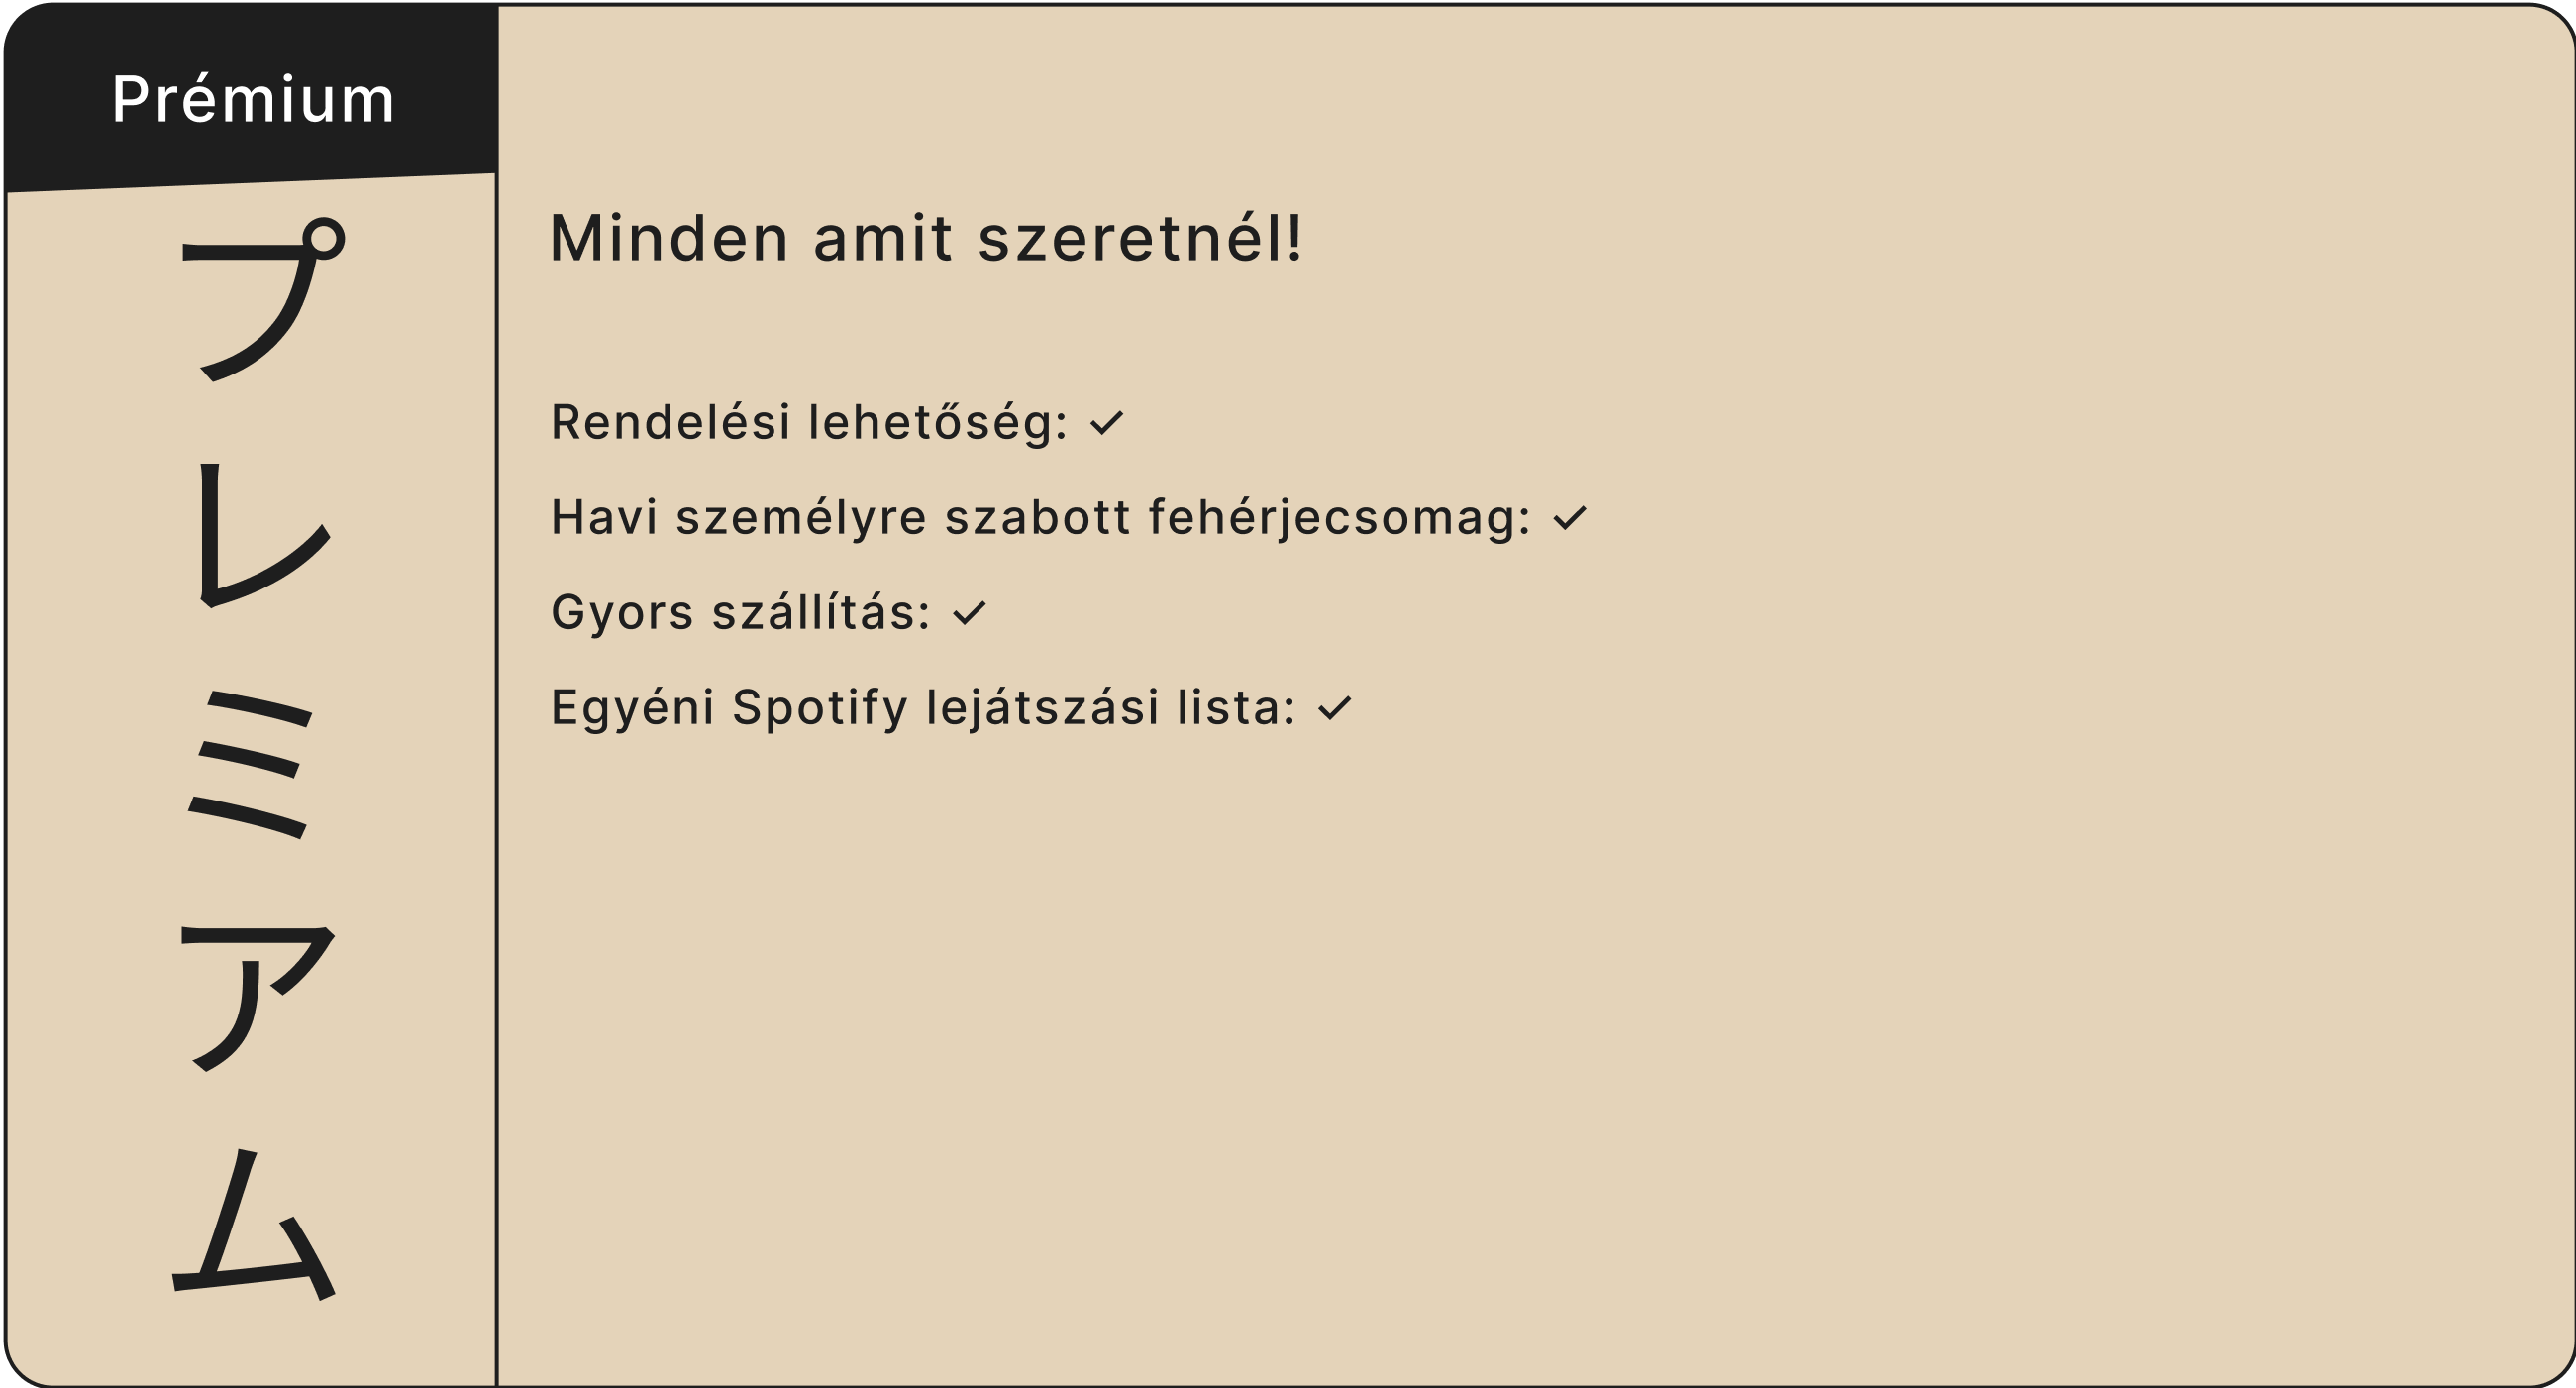 Prémium
プレミアム
Minden amit szeretnél!
Rendelési lehetőség: ✓
Havi személyre szabott fehérjecsomag: ✓
Gyors szállítás: ✓
Egyéni Spotify lejátszási lista: ✓